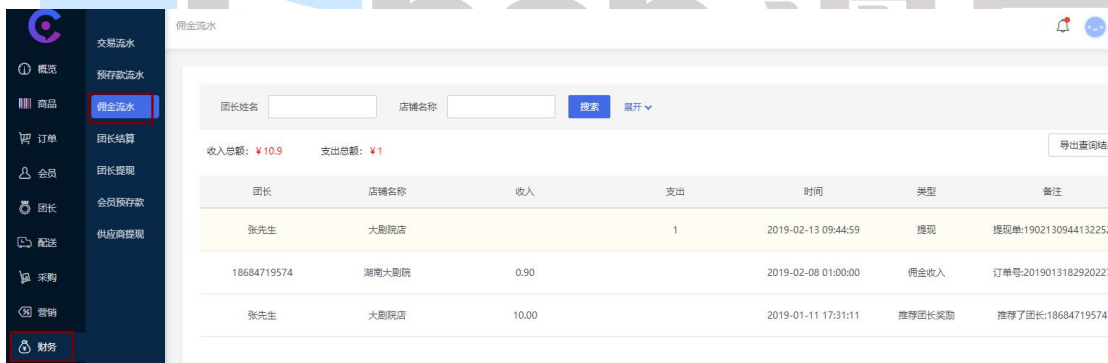 佣金流水
交易流水
概览
预存款流水
商品
佣金流水
团长姓名
店铺名称
搜索
展开
订单
团长结算
收入总额: ¥10.9
支出总额: ¥1
导出查询结
会员
团长提现
团长
店铺名称
收入
支出
时间
类型
备注
团长
会员预存款
张先生
大剧院店
1
2019-02-13 09:44:59
提现
提现单:1902130944132252
配送
供应商提现
18684719574
湖南大剧院
0.90
2019-02-08 01:00:00
佣金收入
订单号:2019013182920227
采购
营销
张先生
大剧院店
10.00
2019-01-11 17:31:11
推荐团长奖励
推荐了团长:18684719574
财务